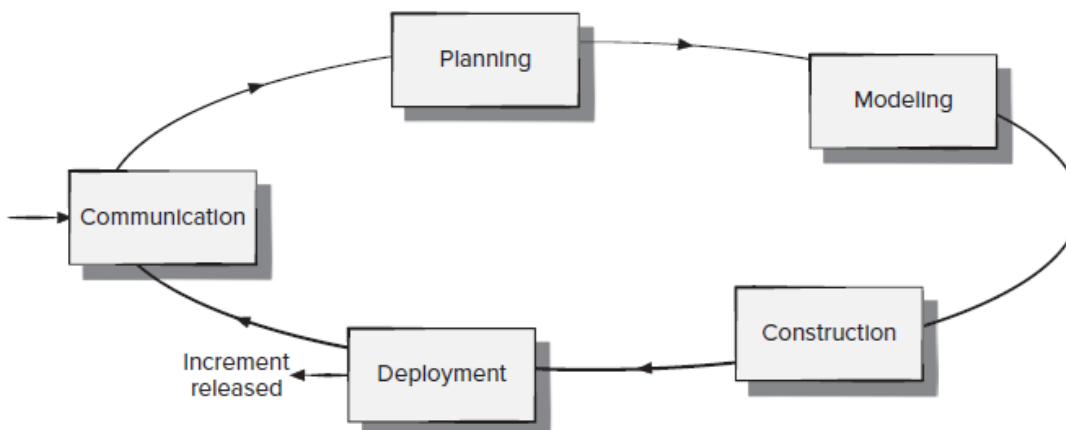 Planning
Modeling
Communication
Construction
Deployment
Increment
released